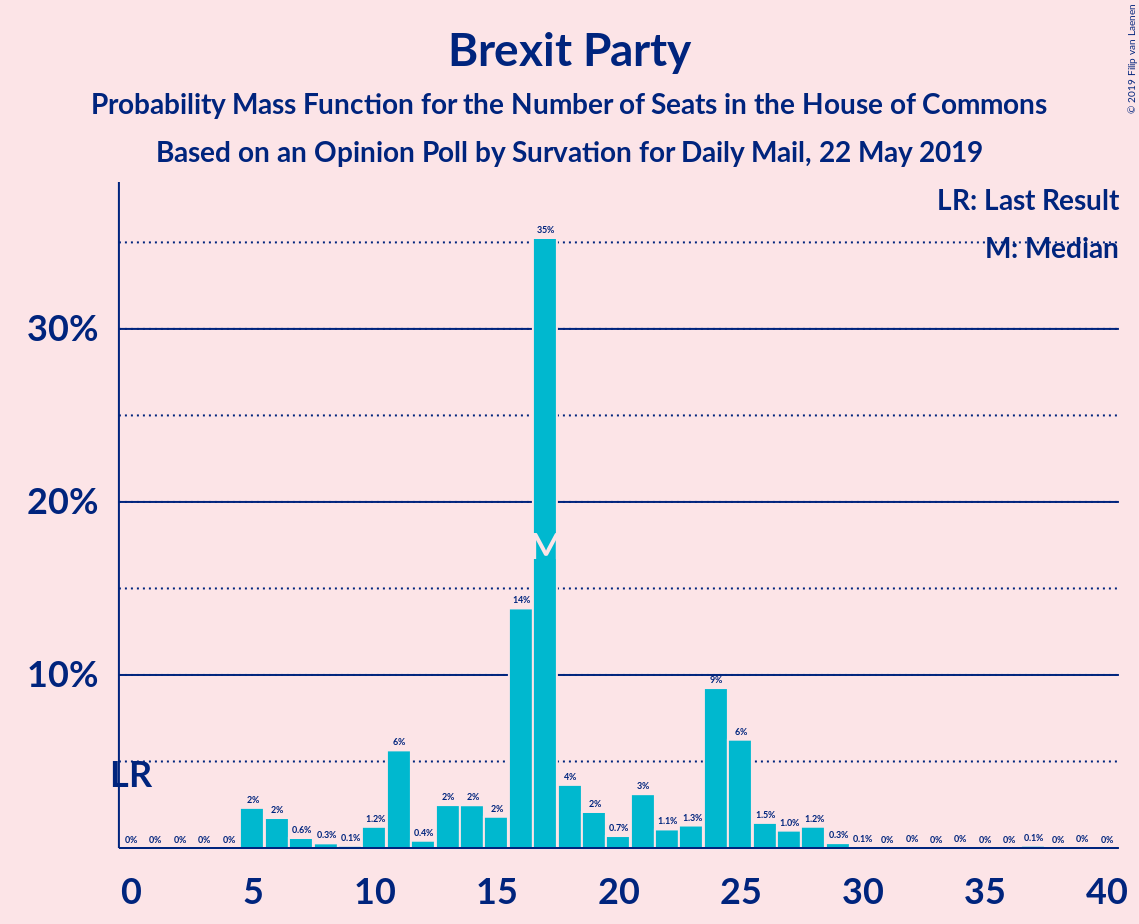 Brexit Party
Probability Mass Function for the Number of Seats in the House of Commons
Based on an Opinion Poll by Survation for Daily Mail, 22 May 2019
© 2019 Filip van Laenen
LR: Last Result
M: Median
30%
20%
10%
LR
M
0% 0% 0% 0% 0% 2% 2% 0.6% 0.3% 0.1% 1.2% 6% 0.4% 2% 2% 2% 14% 35% 4% 2% 0.7% 3% 1.1% 1.3% 9% 6% 1.5% 1.0% 1.2% 0.3% 0.1% 0% 0% 0% 0% 0% 0% 0.1% 0% 0% 0%
0 5 10 15 20 25 30 35 40